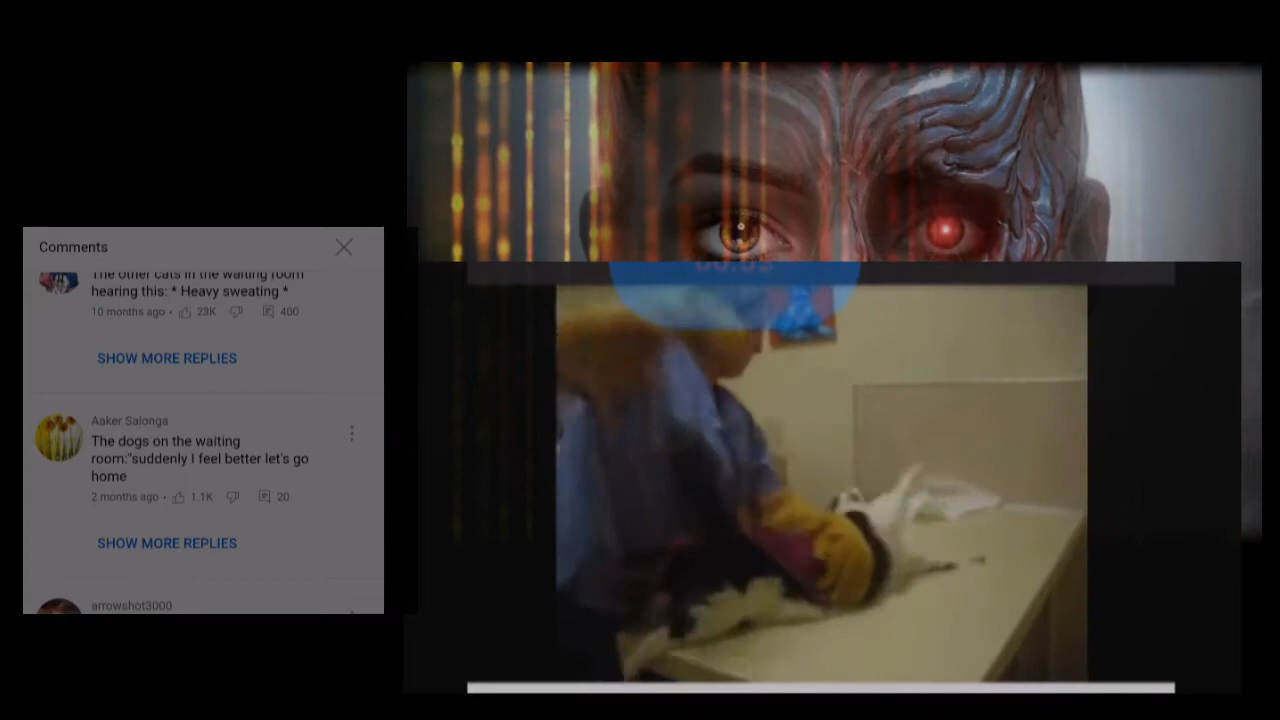 Comments
The other cats in the waiting room
hearing this: * Heavy sweating *
10 months ago • 23K 400
SHOW MORE REPLIES
Aaker Salonga
The dogs on the waiting
room:"suddenly I feel better let's go
home
2 months ago • 1.1K 20
SHOW MORE REPLIES
arrowshot3000